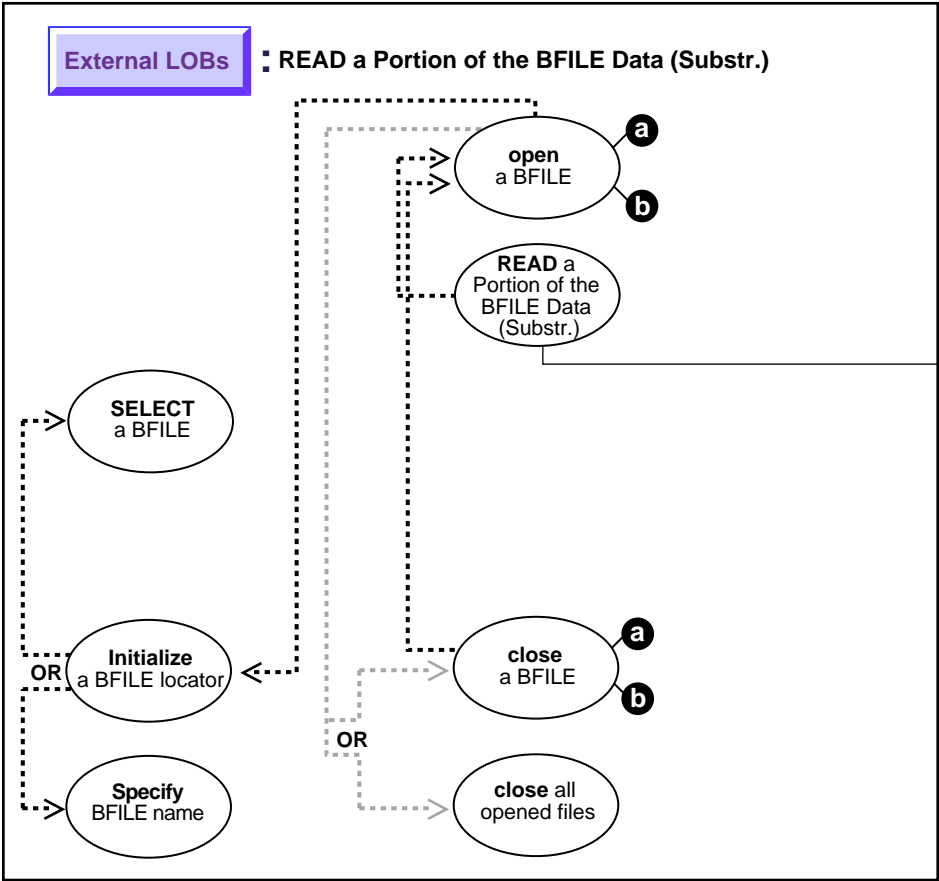 External LOBs : READ a Portion of the BFILE Data (Substr.)
open
a BFILE
a
b
READ a
Portion of the
BFILE Data
(Substr.)
SELECT
a BFILE
Initialize
a BFILE locator
OR
close
a BFILE
a
b
OR
Specify
BFILE name
close all
opened files